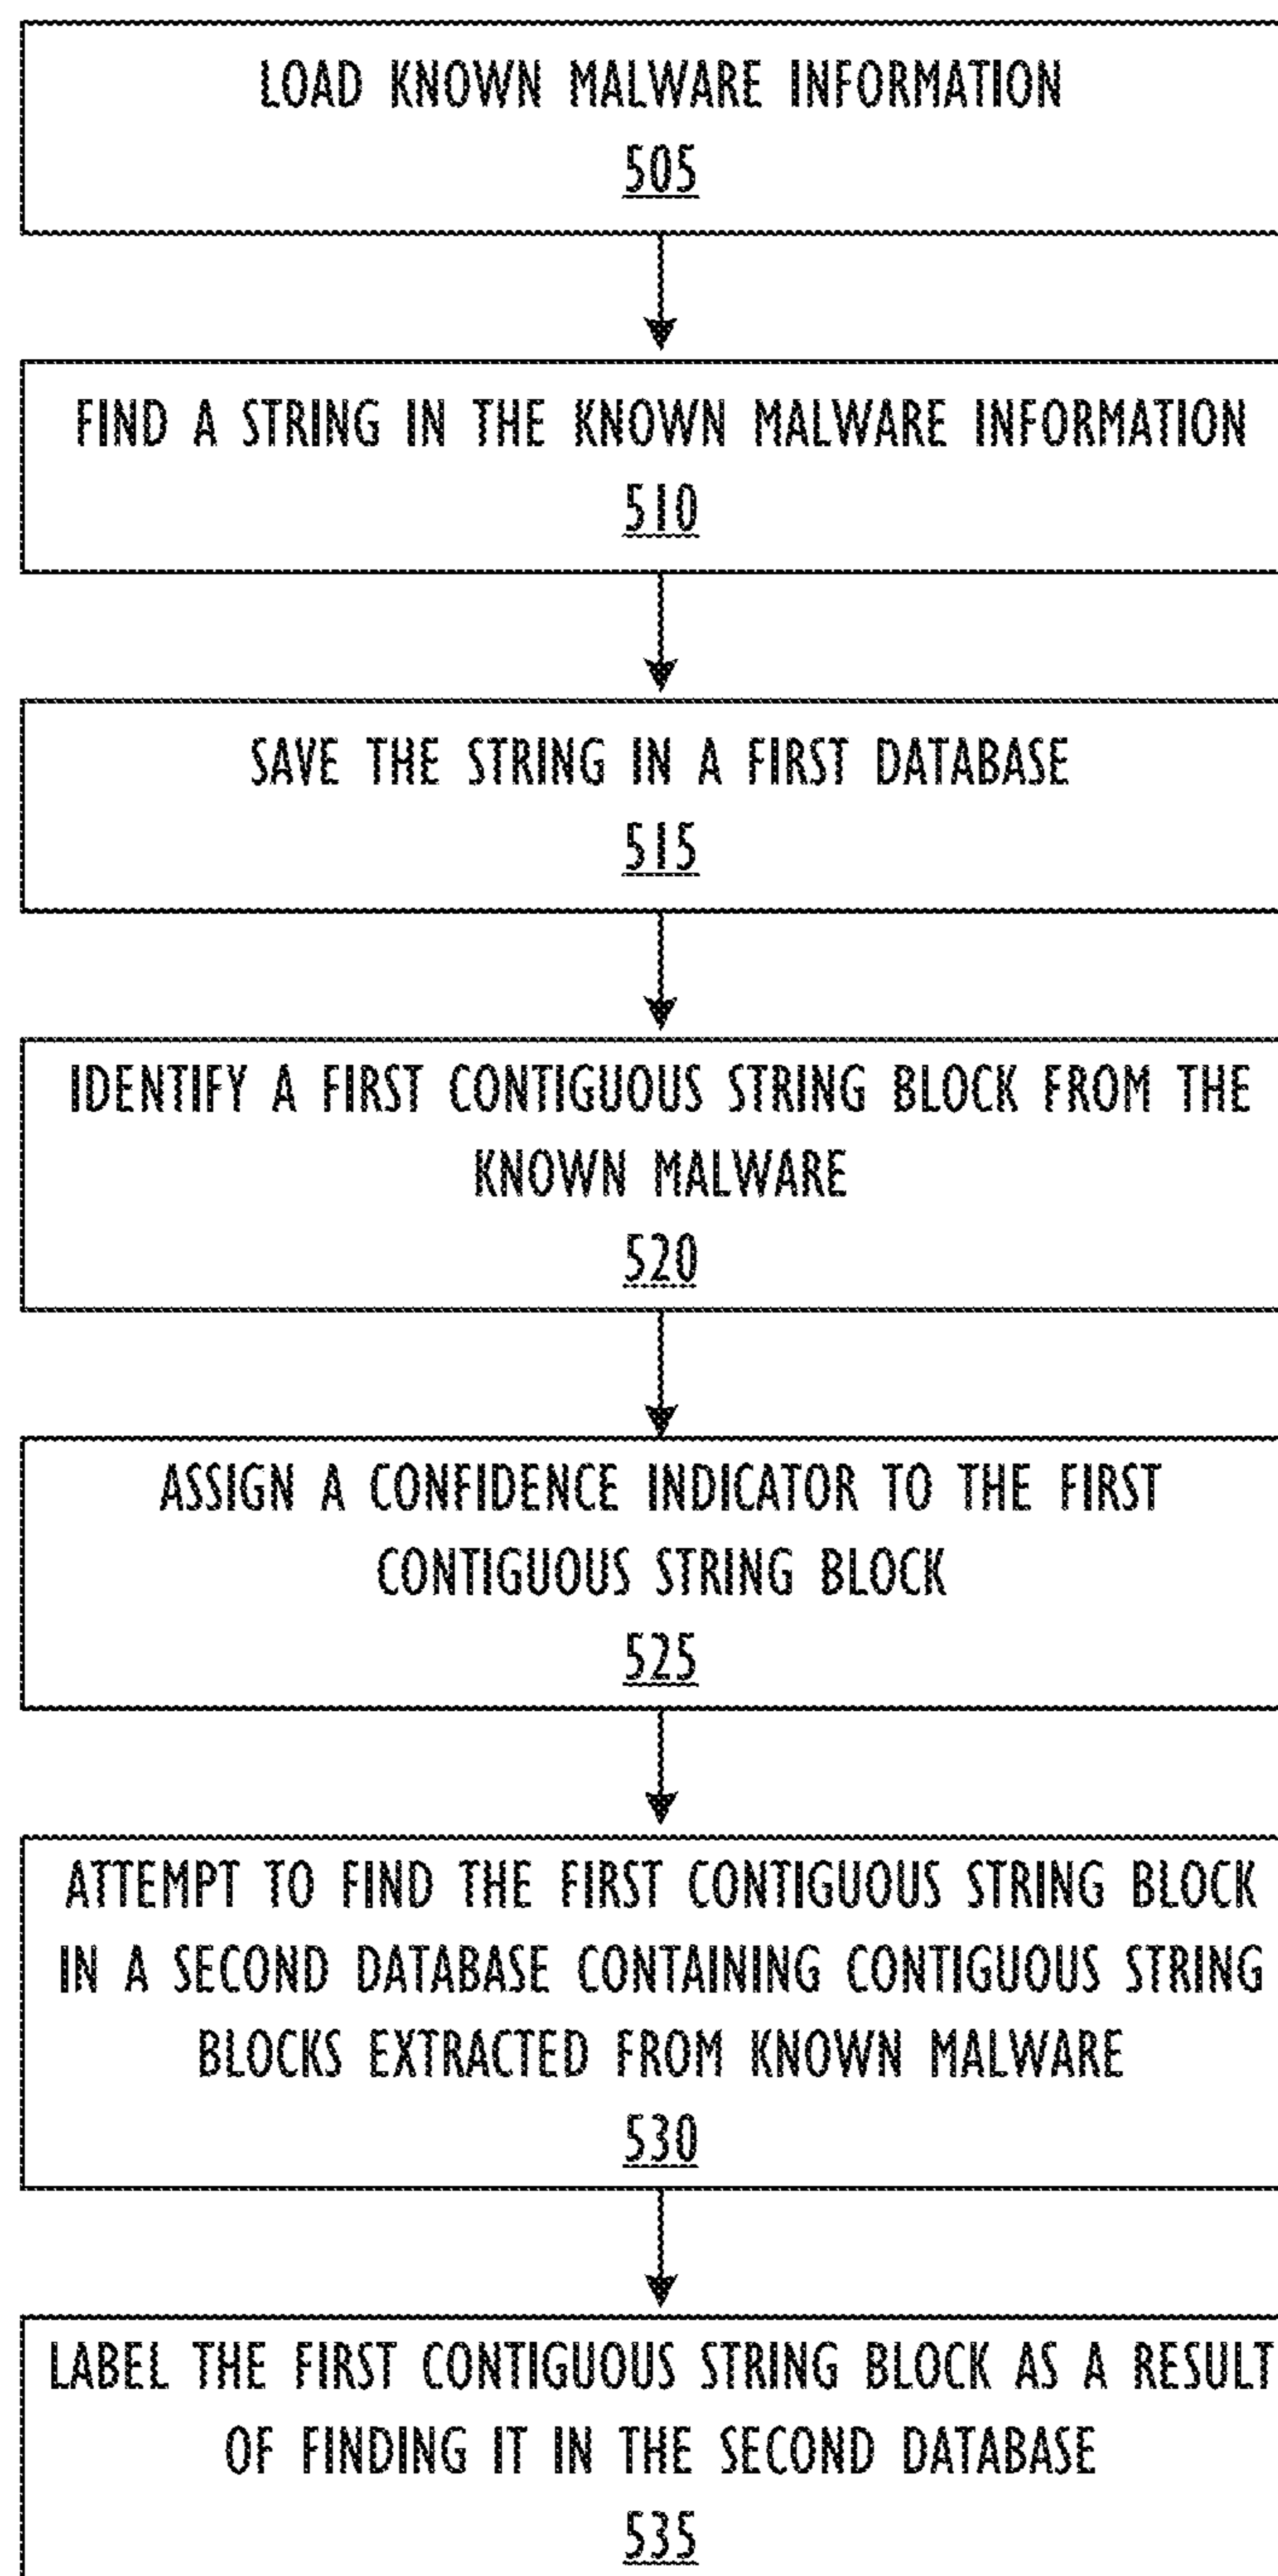 LOAD KNOWN MALWARE INFORMATION
505
FIND A STRING IN THE KNOWN MALWARE INFORMATION
510
SAVE THE STRING IN A FIRST DATABASE
515
IDENTIFY A FIRST CONTIGUOUS STRING BLOCK FROM THE
KNOWN MALWARE
520
ASSIGN A CONFIDENCE INDICATOR TO THE FIRST
CONTIGUOUS STRING BLOCK
525
ATTEMPT TO FIND THE FIRST CONTIGUOUS STRING BLOCK
IN A SECOND DATABASE CONTAINING CONTIGUOUS STRING
BLOCKS EXTRACTED FROM KNOWN MALWARE
530
LABEL THE FIRST CONTIGUOUS STRING BLOCK AS A RESULT
OF FINDING IT IN THE SECOND DATABASE
535